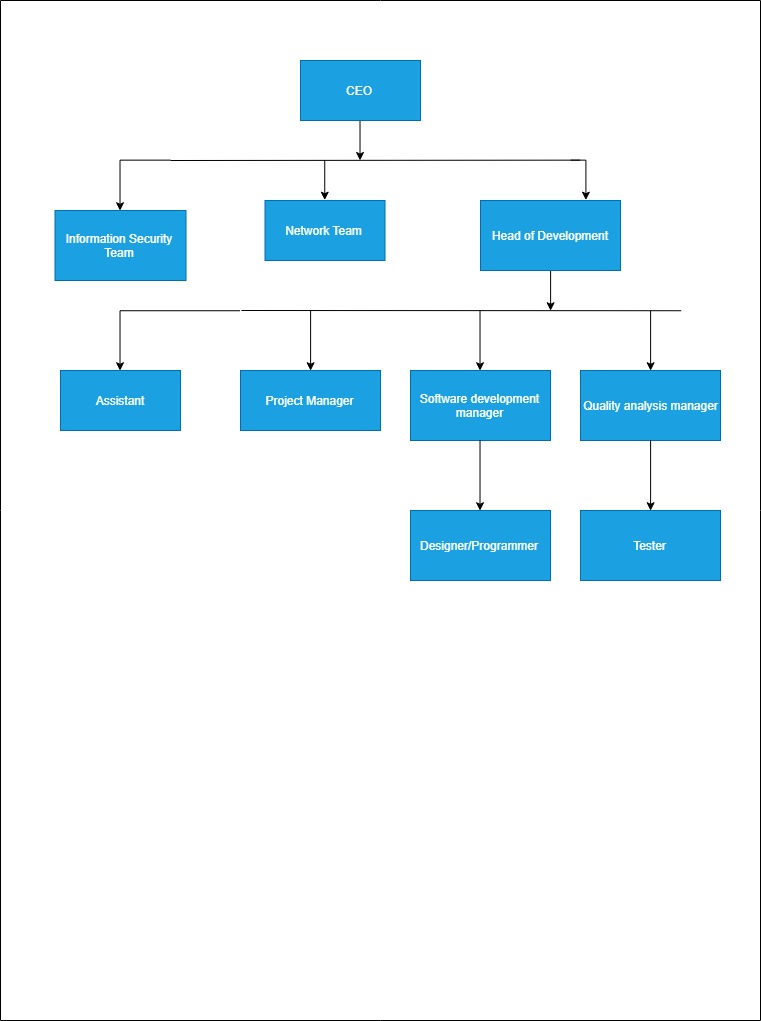 CEO
Information Security
Team
Network Team
Head of Development
Assistant
Project Manager
Software development
manager
Quality analysis manager
Designer/Programmer
Tester